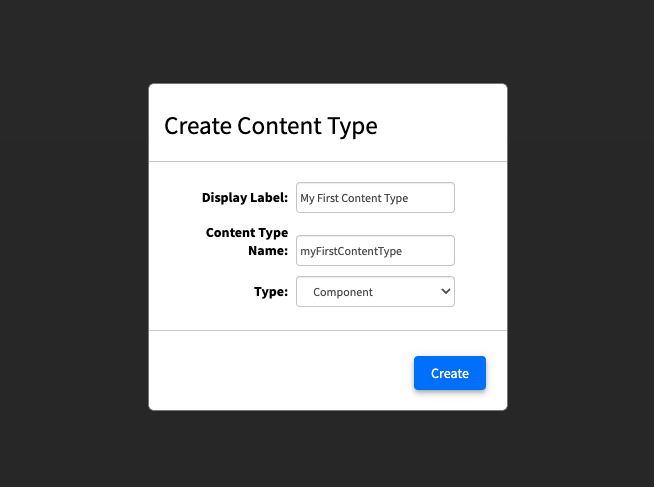 Create Content Type
Display Label: My First Content Type
Content Type
Name: myFirstContentType
Type: Component
Create